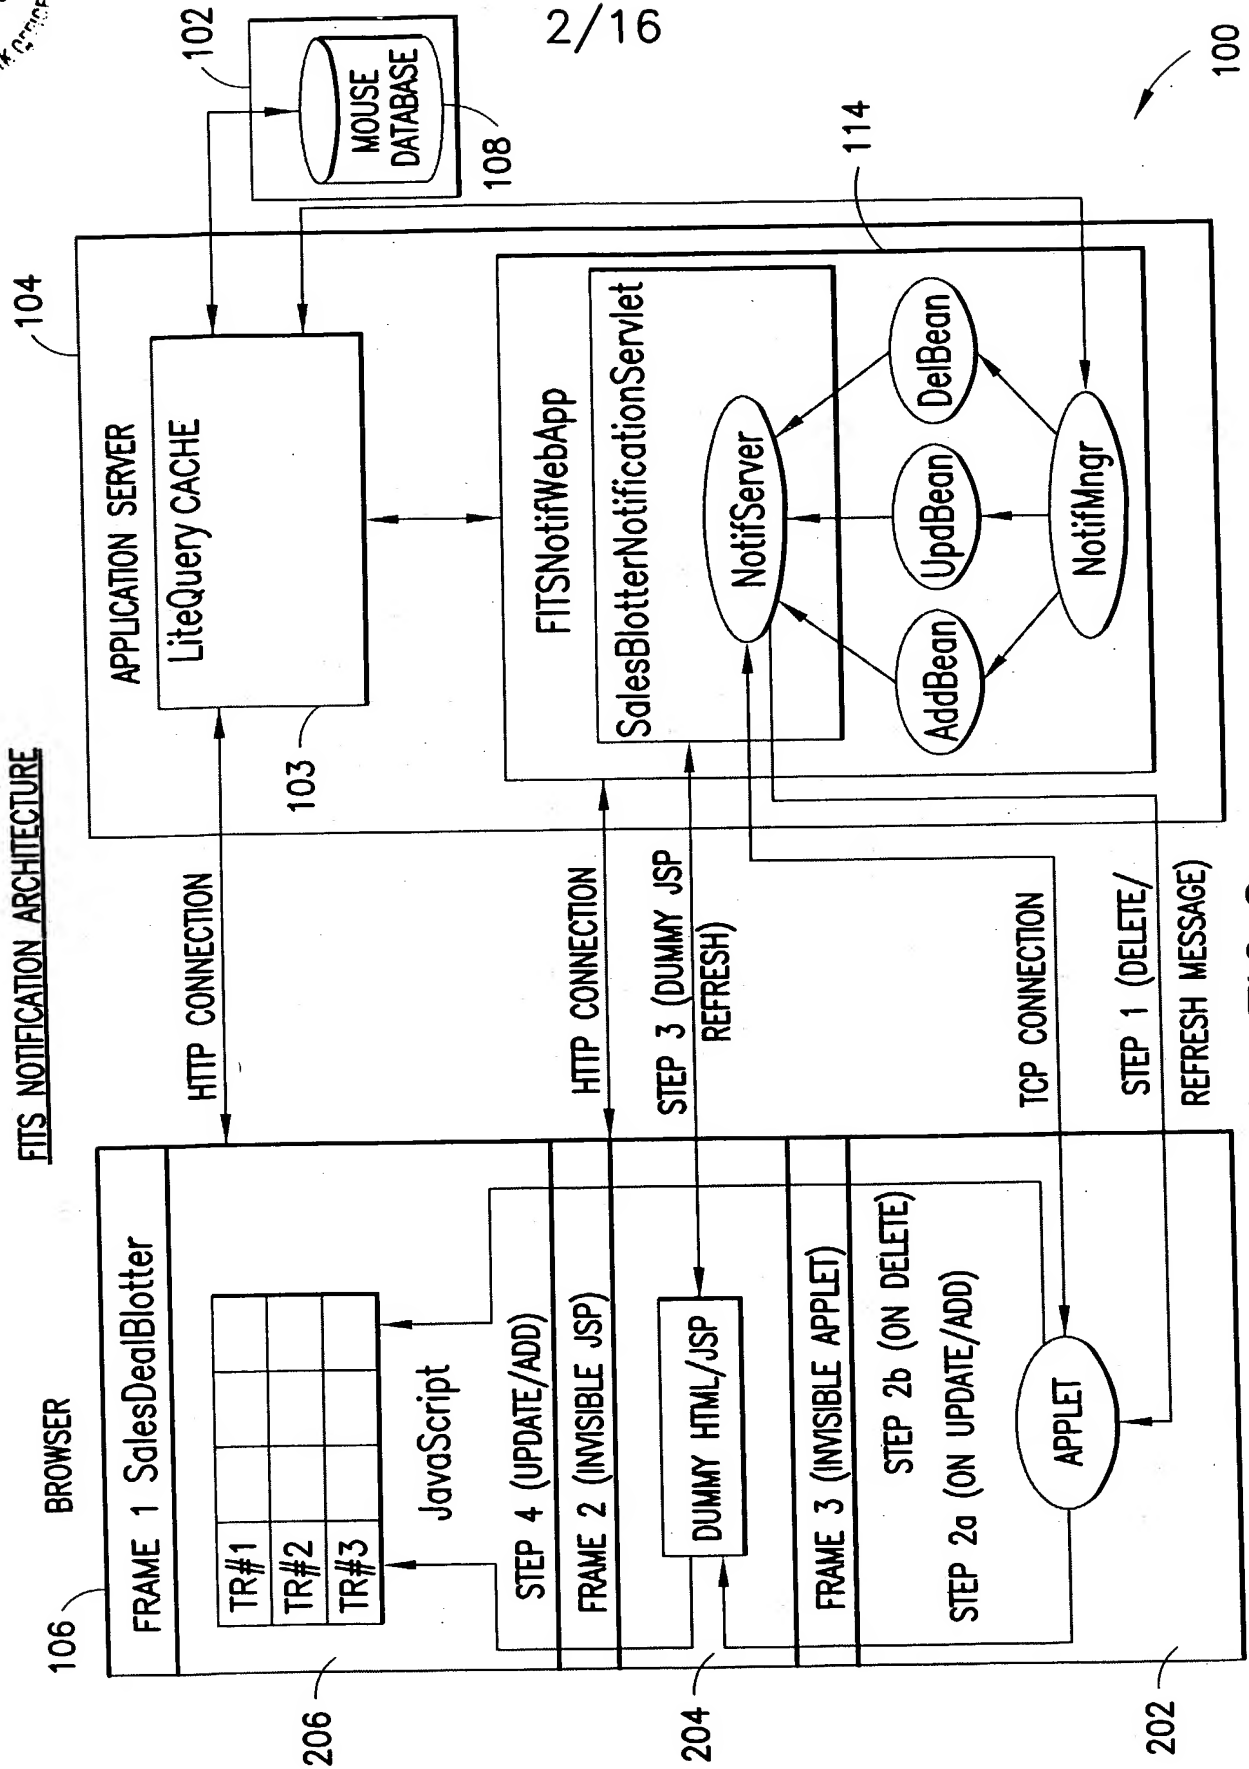 2/16
FITS NOTIFICATION ARCHITECTURE
BROWSER
106
FRAME 1 SalesDealBlotter
TR#1
TR#2
TR#3
JavaScript
206
STEP 4 (UPDATE/ADD)
FRAME 2 (INVISIBLE JSP)
DUMMY HTML/JSP
204
FRAME 3 (INVISIBLE APPLET)
STEP 2b (ON DELETE)
STEP 2a (ON UPDATE/ADD)
APPLET
202
HTTP CONNECTION
HTTP CONNECTION
STEP 3 (DUMMY JSP
REFRESH)
TCP CONNECTION
STEP 1 (DELETE/
REFRESH MESSAGE)
104
APPLICATION SERVER
LiteQuery CACHE
103
FITSNotifWebApp
SalesBlotterNotificationServlet
NotifServer
AddBean
UpdBean
DelBean
NotifMngr
114
102
MOUSE
DATABASE
108
100